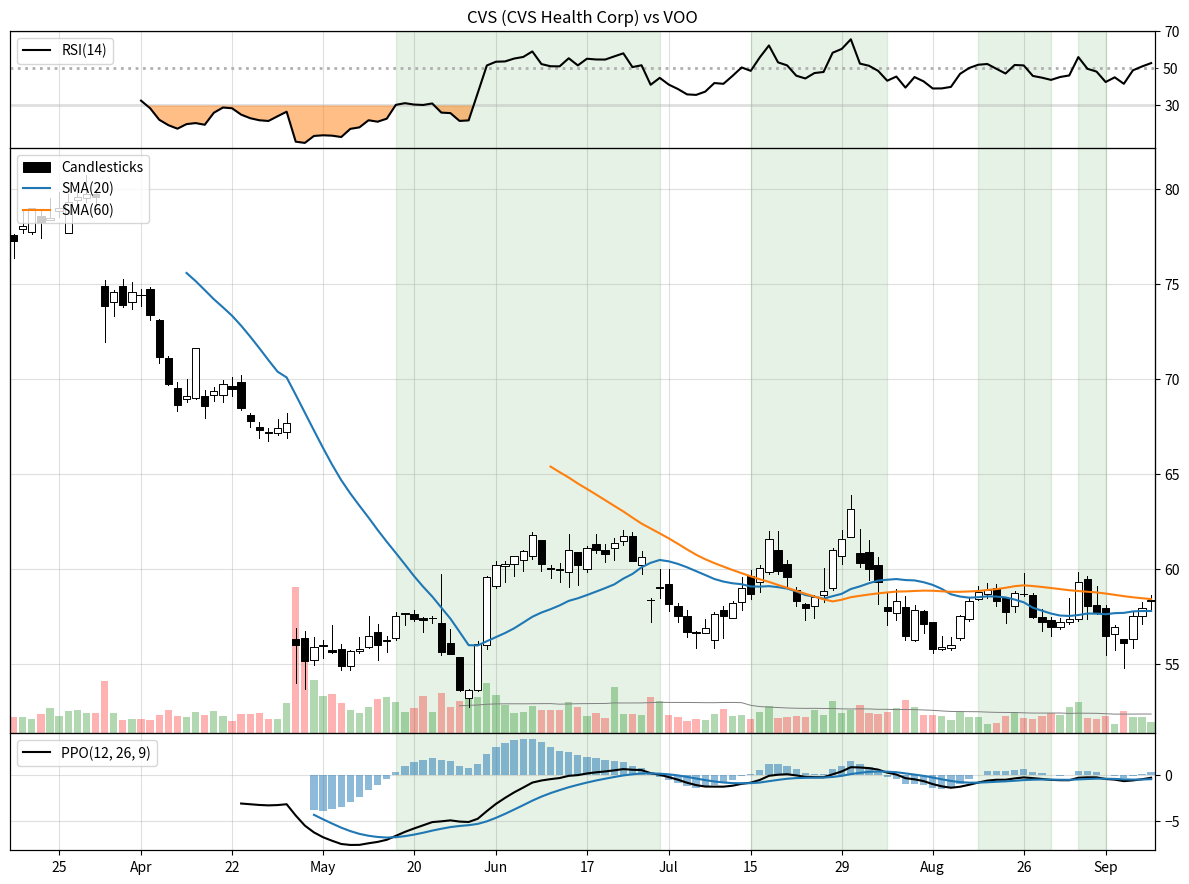 CVS (CVS Health Corp) vs VOO
RSI(14)
70
50
30
Candlesticks
SMA(20)
SMA(60)
80
75
70
65
60
55
PPO(12, 26, 9)
0
−5
25 Apr 22 May 20 Jun 17 Jul 15 29 Aug 26 Sep